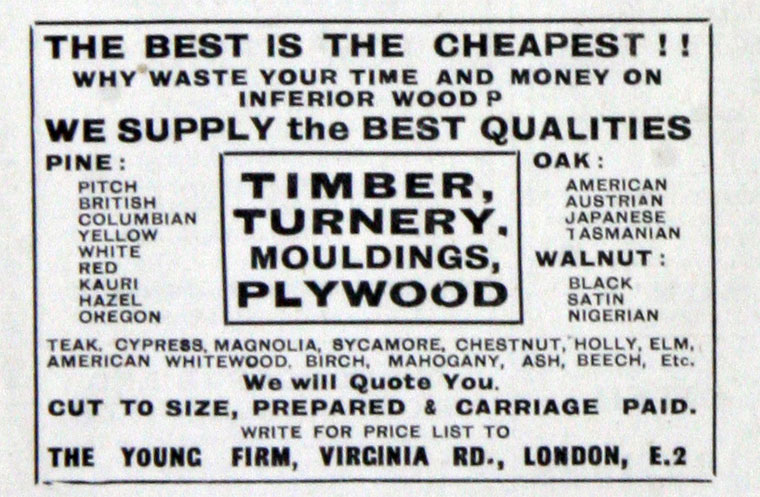 THE BEST IS THE CHEAPEST!!
WHY WASTE YOUR TIME AND MONEY ON
INFERIOR WOOD?
WE SUPPLY the BEST QUALITIES
PINE:
PITCH
BRITISH
COLUMBIAN
YELLOW
WHITE
RED
KAURI
HAZEL
OREGON
TIMBER,
TURNERY,
MOULDINGS,
PLYWOOD
OAK:
AMERICAN
AUSTRIAN
JAPANESE
TASMANIAN
WALNUT:
BLACK
SATIN
NIGERIAN
TEAK, CYPRESS, MAGNOLIA, SYCAMORE, CHESTNUT, HOLLY, ELM,
AMERICAN WHITEWOOD, BIRCH, MAHOGANY, ASH, BEECH, Etc.
We will Quote You.
CUT TO SIZE, PREPARED & CARRIAGE PAID.
WRITE FOR PRICE LIST TO
THE YOUNG FIRM, VIRGINIA RD., LONDON, E.2